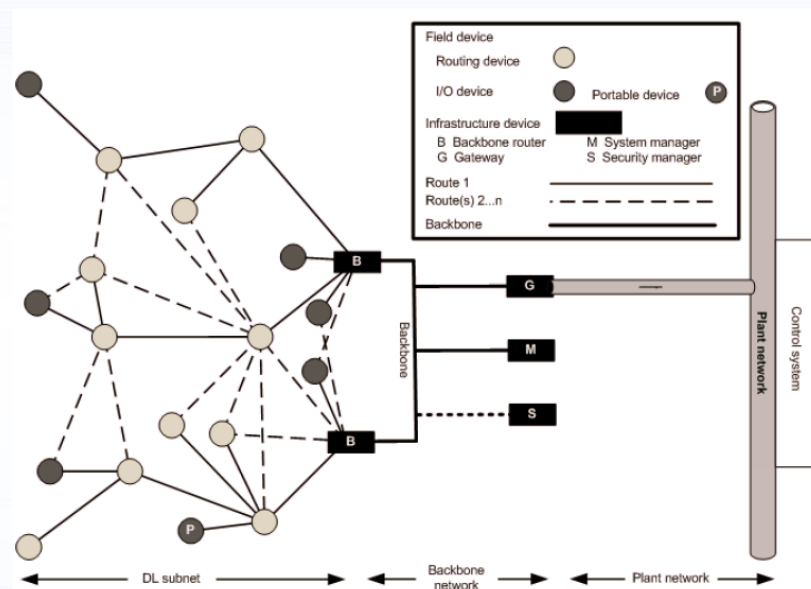 Field device
Routing device
I/O device
Portable device
P
Infrastructure device
B Backbone router
M System manager
G Gateway
S Security manager
Route 1
Route(s) 2...n
Backbone
B
G
M
S
B
P
Backbone
Plant network
Control system
DL subnet
Backbone network
Plant network